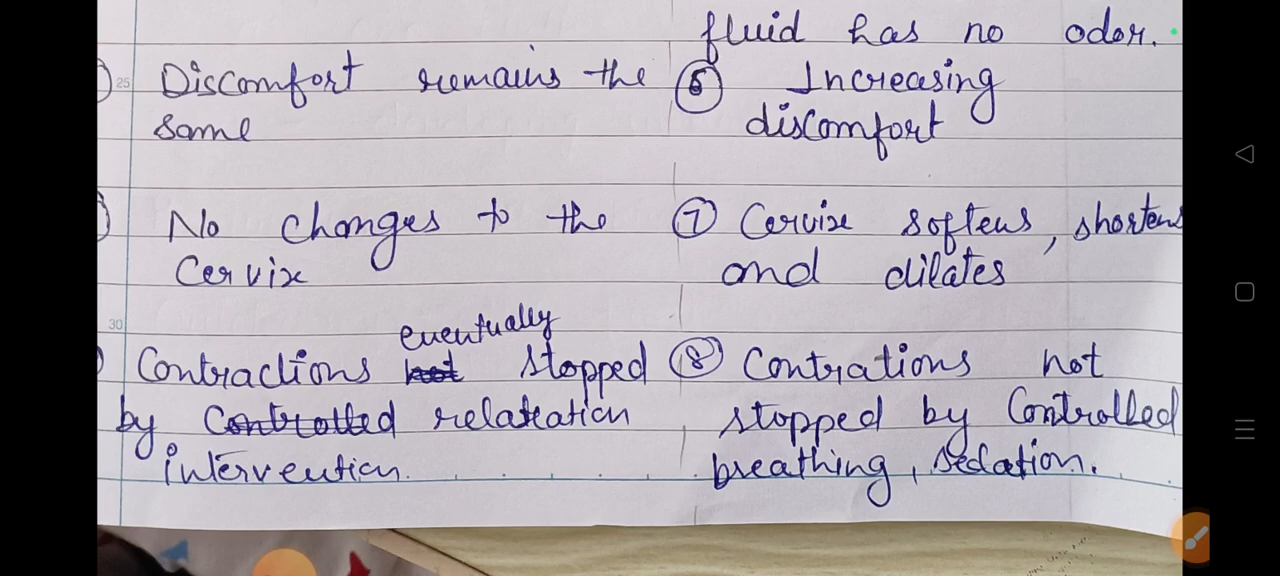 fluid has no odor.
25 Discomfort remains the
same
6 Increasing
discomfort
No changes to the
Cervix
7 Cervix softens, shortens
and dilates
30
eventually
Contractions not stopped
by Controlled relaxation
intervention.
8 Contrations not
stopped by Controlled
breathing, sedation.